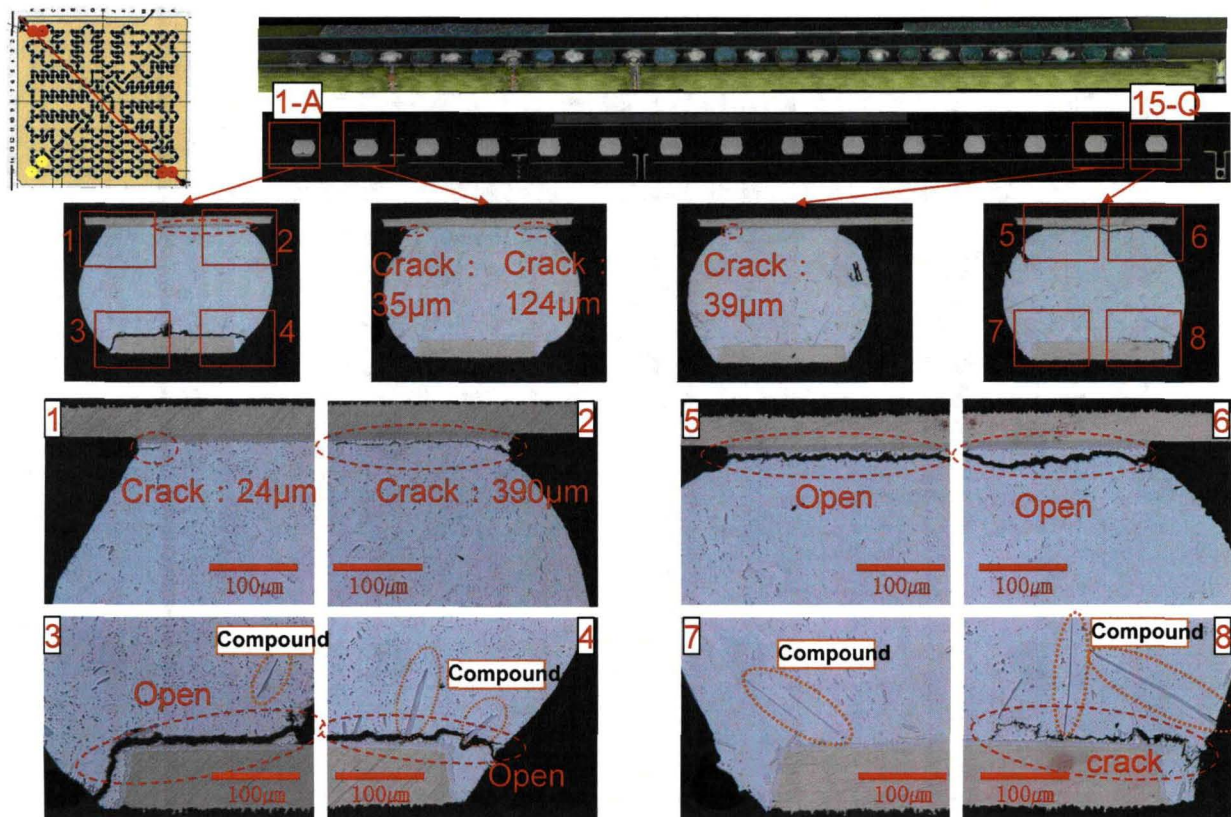 1-A
15-Q
1
2
3
4
Crack :
35μm
Crack :
124μm
Crack :
39μm
5
6
7
8
1
2
Crack : 24μm
Crack : 390μm
100μm
100μm
5
6
Open
Open
100μm
100μm
3
4
Compound
Compound
Open
Open
100μm
100μm
7
8
Compound
Compound
crack
100μm
100μm